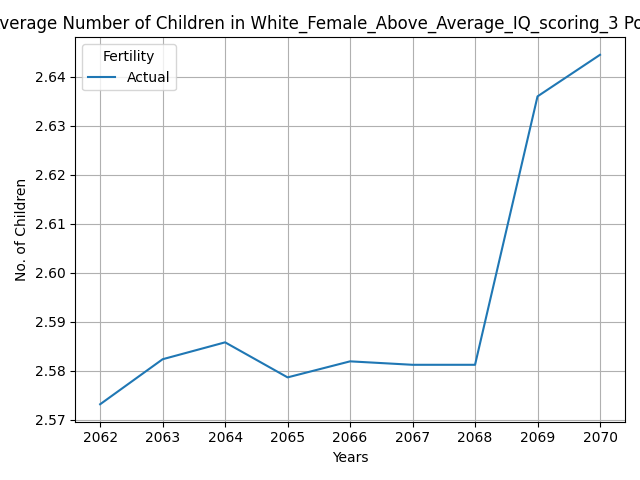 verage Number of Children in White_Female_Above_Average_IQ_scoring_3 Po
Fertility
Actual
No. of Children
2.64
2.63
2.62
2.61
2.60
2.59
2.58
2.57
2062 2063 2064 2065 2066 2067 2068 2069 2070
Years